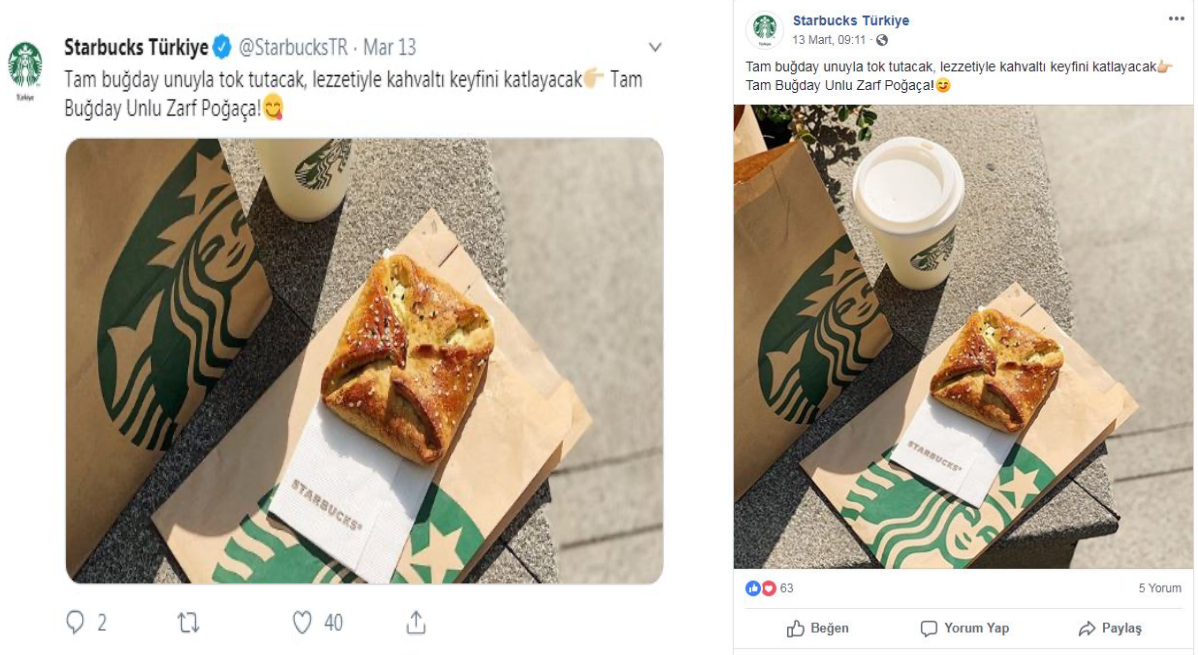 Starbucks Türkiye @StarbucksTR · Mar 13
Tam buğday unuyla tok tutacak, lezzetiyle kahvaltı keyfini katlayacak👉 Tam
Buğday Unlu Zarf Poğaça!😋
Türkiye
STARBUCKS®
2
40
Starbucks Türkiye
13 Mart, 09:11 ·
Türkiye
Tam buğday unuyla tok tutacak, lezzetiyle kahvaltı keyfini katlayacak👉
Tam Buğday Unlu Zarf Poğaça!😋
STARBUCKS®
63
5 Yorum
Beğen
Yorum Yap
Paylaş